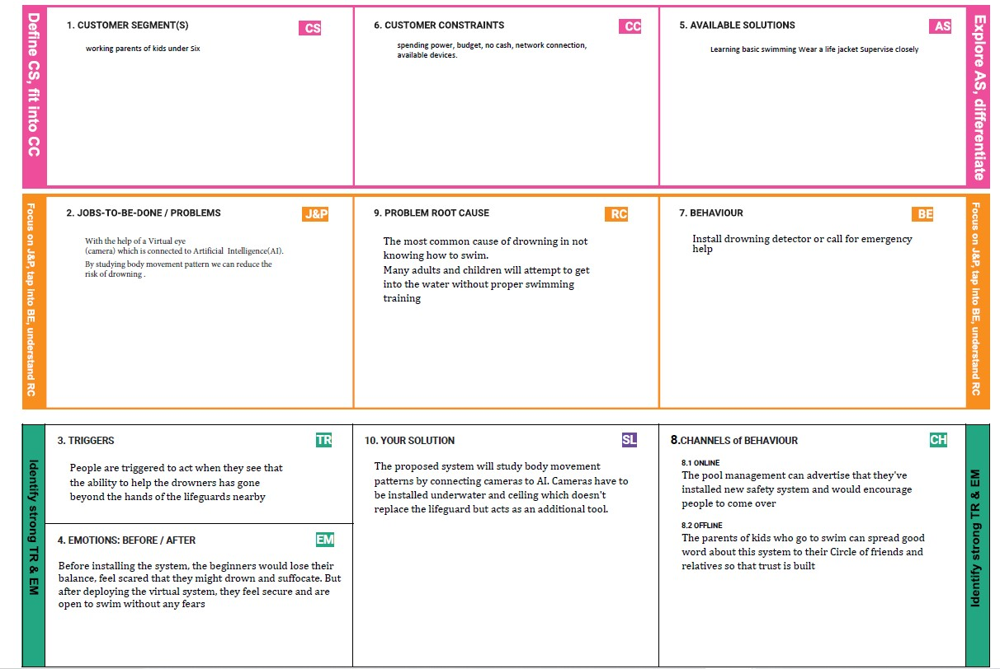 Define CS, fit into CC
1. CUSTOMER SEGMENT(S)
CS
working parents of kids under Six
6. CUSTOMER CONSTRAINTS
CC
spending power, budget, no cash, network connection,
available devices.
5. AVAILABLE SOLUTIONS
AS
Learning basic swimming Wear a life jacket Supervise closely
Explore AS, differentiate
Focus on J&P, tap into BE, understand RC
2. JOBS-TO-BE-DONE / PROBLEMS
J&P
With the help of a Virtual eye
(camera) which is connected to Artificial Intelligence(AI).
By studying body movement pattern we can reduce the
risk of drowning .
9. PROBLEM ROOT CAUSE
RC
The most common cause of drowning in not
knowing how to swim.
Many adults and children will attempt to get
into the water without proper swimming
training
7. BEHAVIOUR
BE
Install drowning detector or call for emergency
help
Focus on J&P, tap into BE, understand RC
Identify strong TR & EM
3. TRIGGERS
TR
People are triggered to act when they see that
the ability to help the drowners has gone
beyond the hands of the lifeguards nearby
4. EMOTIONS: BEFORE / AFTER
EM
Before installing the system, the beginners would lose their
balance, feel scared that they might drown and suffocate. But
after deploying the virtual system, they feel secure and are
open to swim without any fears
10. YOUR SOLUTION
SL
The proposed system will study body movement
patterns by connecting cameras to AI. Cameras have to
be installed underwater and ceiling which doesn't
replace the lifeguard but acts as an additional tool.
8.CHANNELS of BEHAVIOUR
CH
8.1 ONLINE
The pool management can advertise that they've
installed new safety system and would encourage
people to come over
8.2 OFFLINE
The parents of kids who go to swim can spread good
word about this system to their Circle of friends and
relatives so that trust is built
Identify strong TR & EM